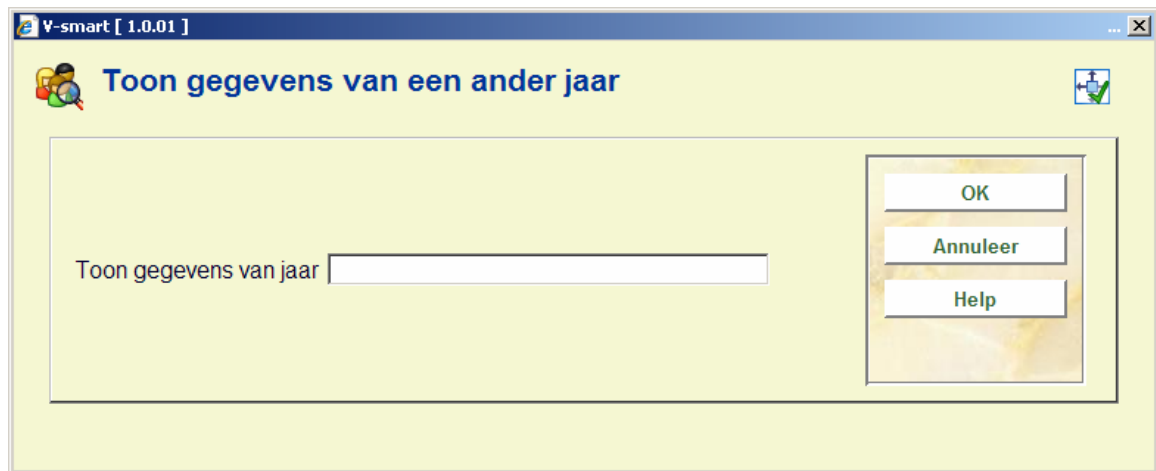 V-smart [ 1.0.01 ]
...
Toon gegevens van een ander jaar
OK
Toon gegevens van jaar
Annuleer
Help